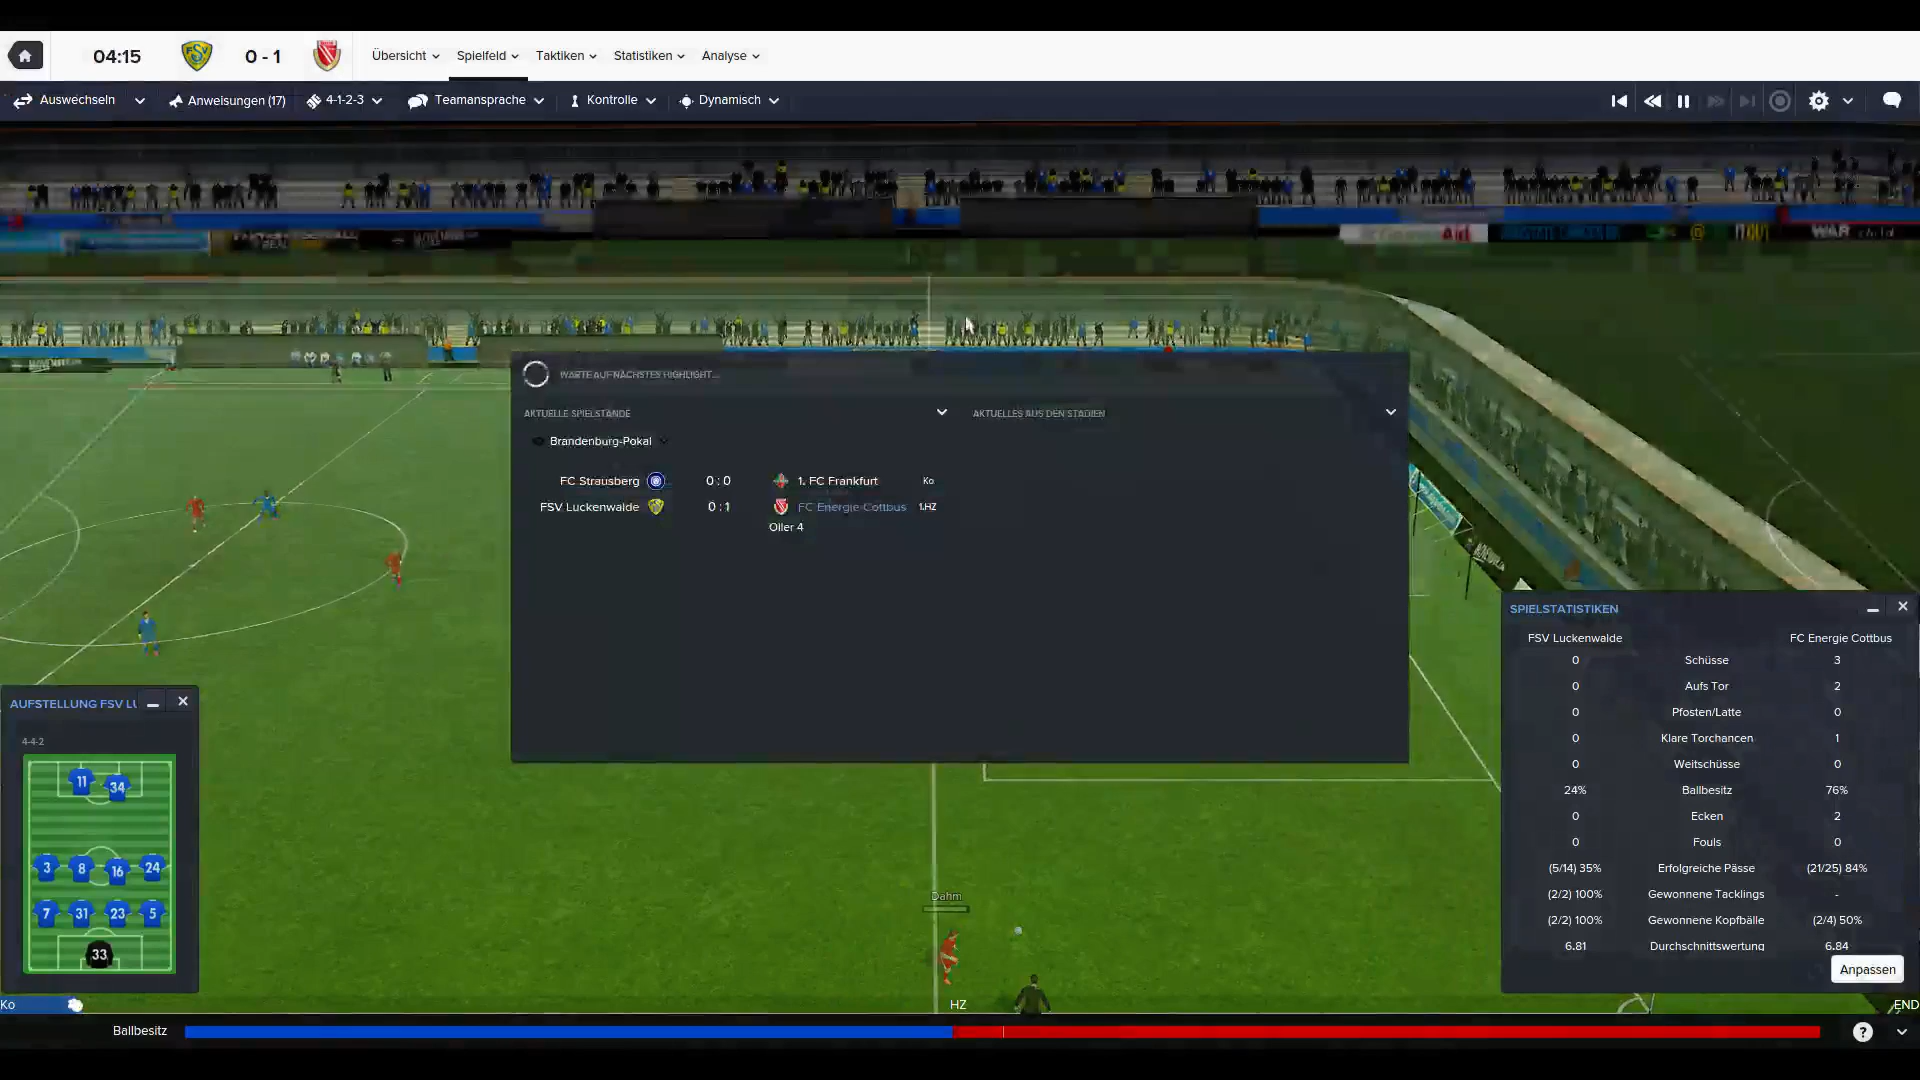 04:15 0 - 1 Übersicht Spielfeld Taktiken Statistiken Analyse
Auswechseln Anweisungen (17) 4-1-2-3 Teamansprache Kontrolle Dynamisch
WAR child
WARTE AUF NÄCHSTES HIGHLIGHT...
AKTUELLE SPIELSTÄNDE
AKTUELLES AUS DEN STADIEN
Brandenburg-Pokal
FC Strausberg 0 : 0 1. FC Frankfurt Ko
FSV Luckenwalde 0 : 1 FC Energie Cottbus 1.HZ
Oller 4
SPIELSTATISTIKEN
FSV Luckenwalde FC Energie Cottbus
0 Schüsse 3
0 Aufs Tor 2
0 Pfosten/Latte 0
0 Klare Torchancen 1
0 Weitschüsse 0
24% Ballbesitz 76%
0 Ecken 2
0 Fouls 0
(5/14) 35% Erfolgreiche Pässe (21/25) 84%
(2/2) 100% Gewonnene Tacklings -
(2/2) 100% Gewonnene Kopfbälle (2/4) 50%
6.81 Durchschnittswertung 6.84
Anpassen
AUFSTELLUNG FSV LU
4-4-2
11 34
3 8 16 24
7 31 23 5
33
Dahm
Ko HZ END
Ballbesitz
?